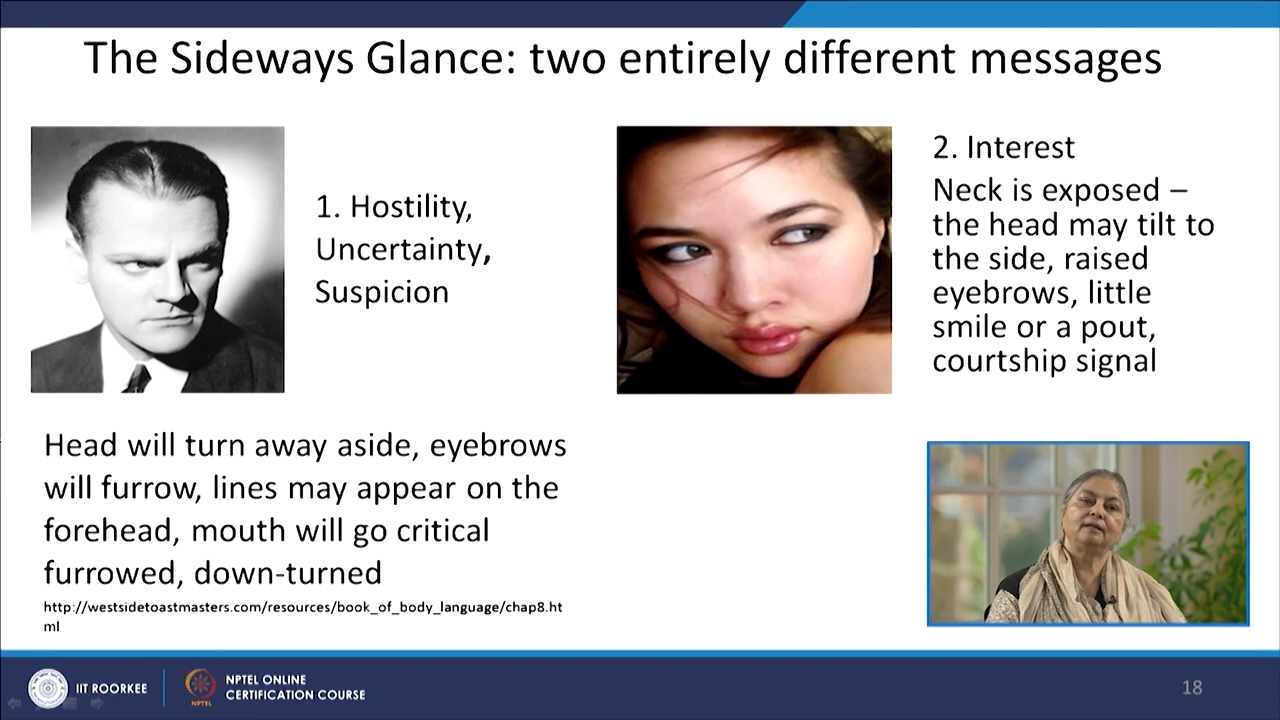 The Sideways Glance: two entirely different messages
1. Hostility,
Uncertainty,
Suspicion
2. Interest
Neck is exposed –
the head may tilt to
the side, raised
eyebrows, little
smile or a pout,
courtship signal
Head will turn away aside, eyebrows
will furrow, lines may appear on the
forehead, mouth will go critical
furrowed, down-turned
http://westsidetoastmasters.com/resources/book_of_body_language/chap8.ht
ml
IIT ROORKEE
NPTEL
NPTEL ONLINE
CERTIFICATION COURSE
18